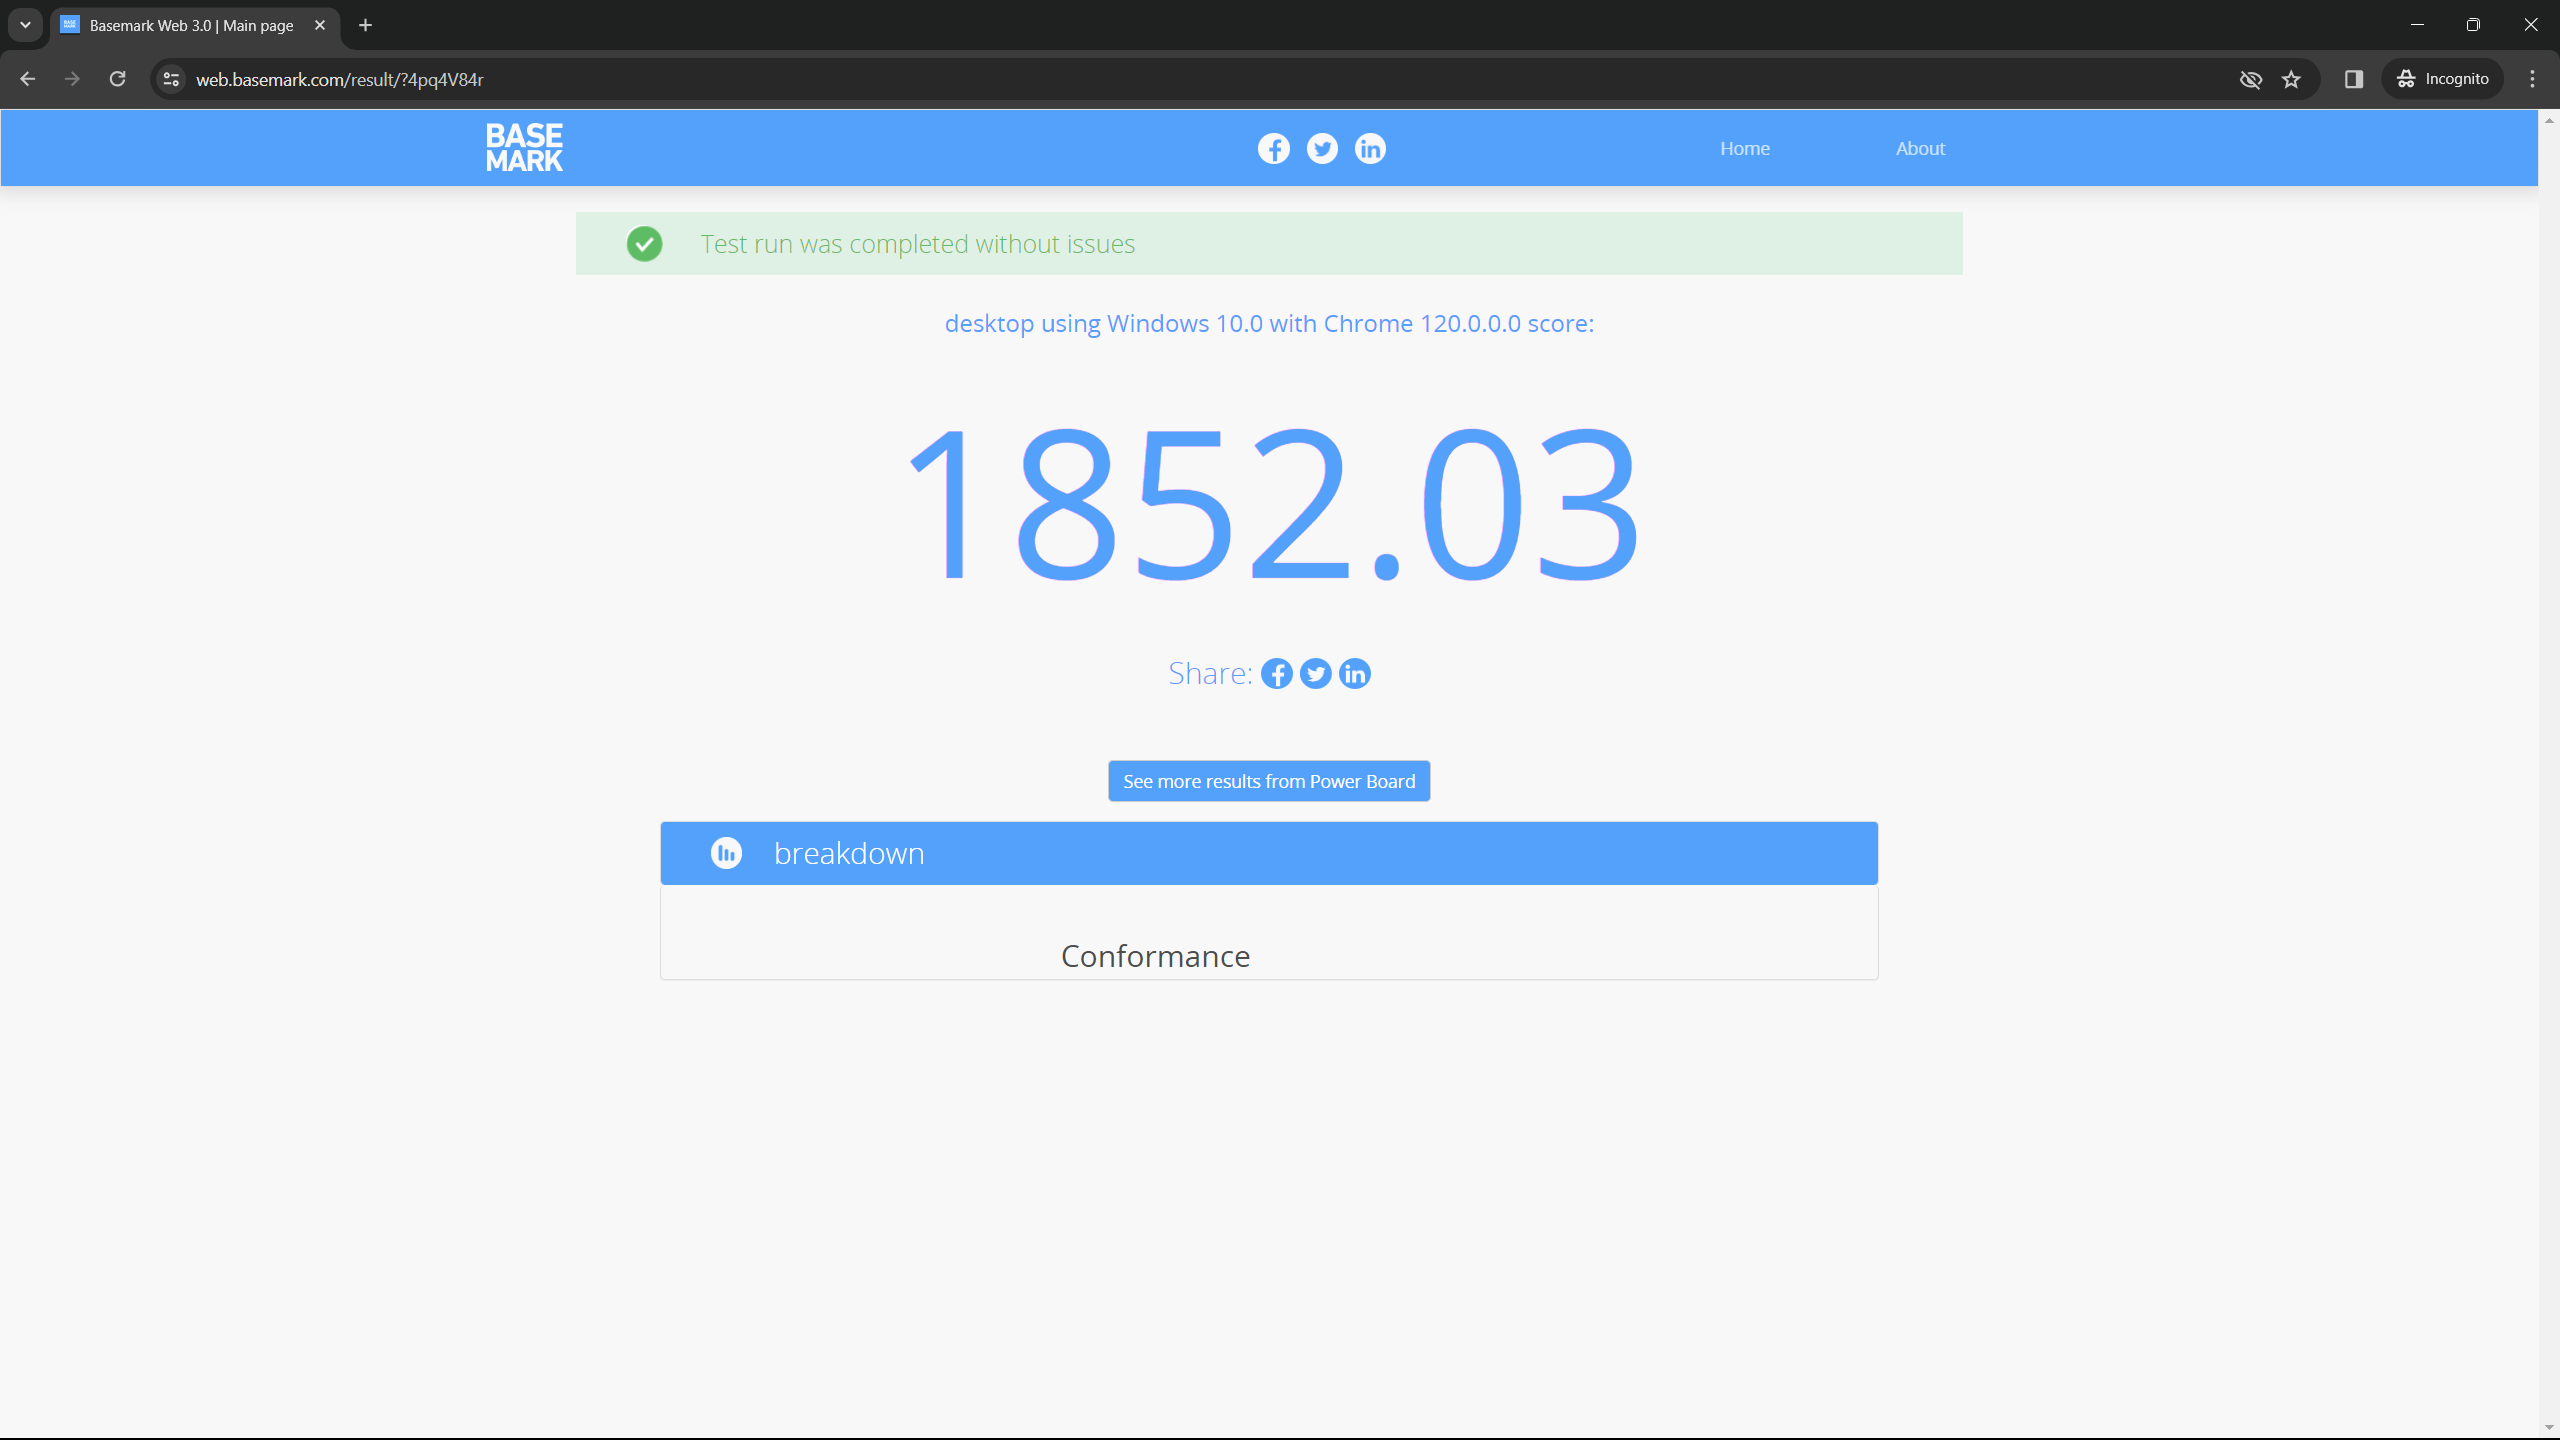 Basemark Web 3.0 | Main page
web.basemark.com/result/?4pq4V84r
Incognito
BASE
MARK
Home
About
Test run was completed without issues
desktop using Windows 10.0 with Chrome 120.0.0.0 score:
1852.03
Share:
See more results from Power Board
breakdown
Conformance